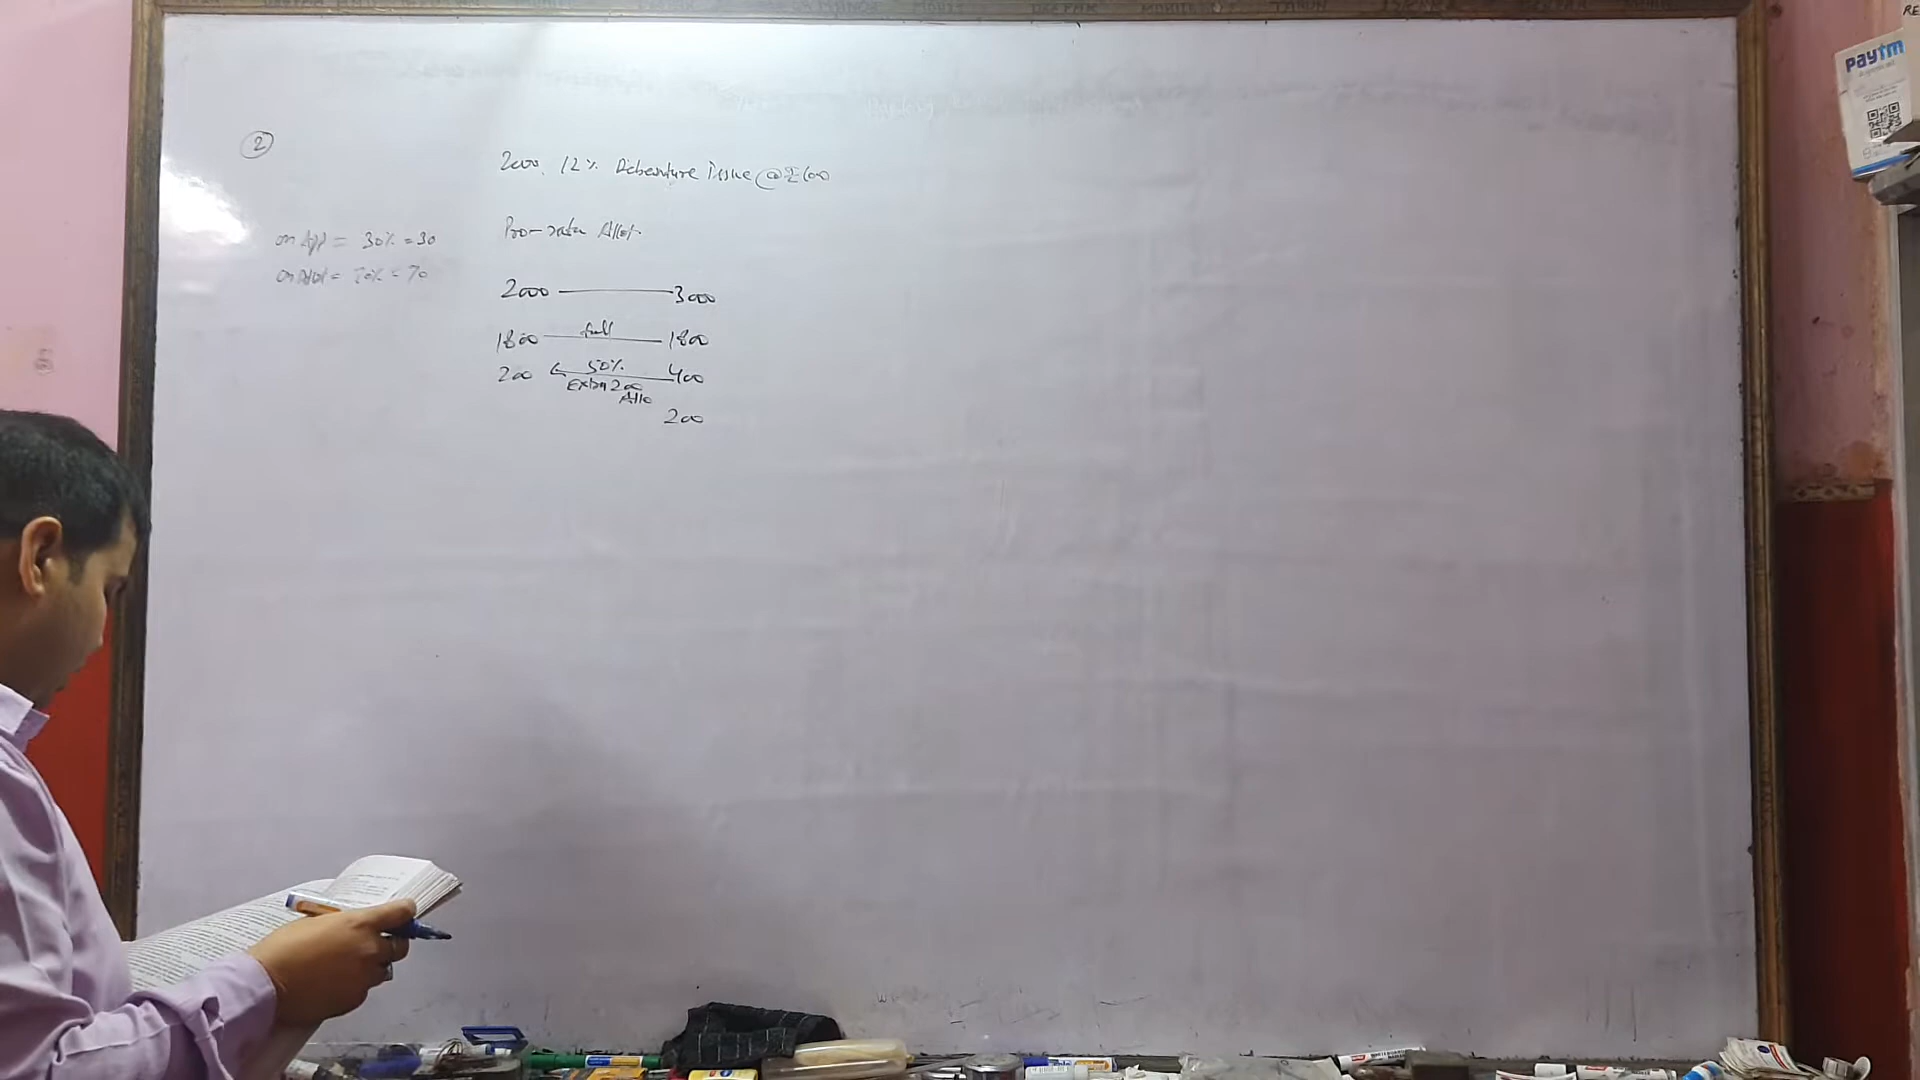 2
2000, 12% Debenture Issue @ ₹100
on App = 30% = 30
on Allot = 70% = 70
Pro-rata Allot.
2000 3000
1800 full 1800
200 50% 400
Extra 200
Allo
200
paytm
RE